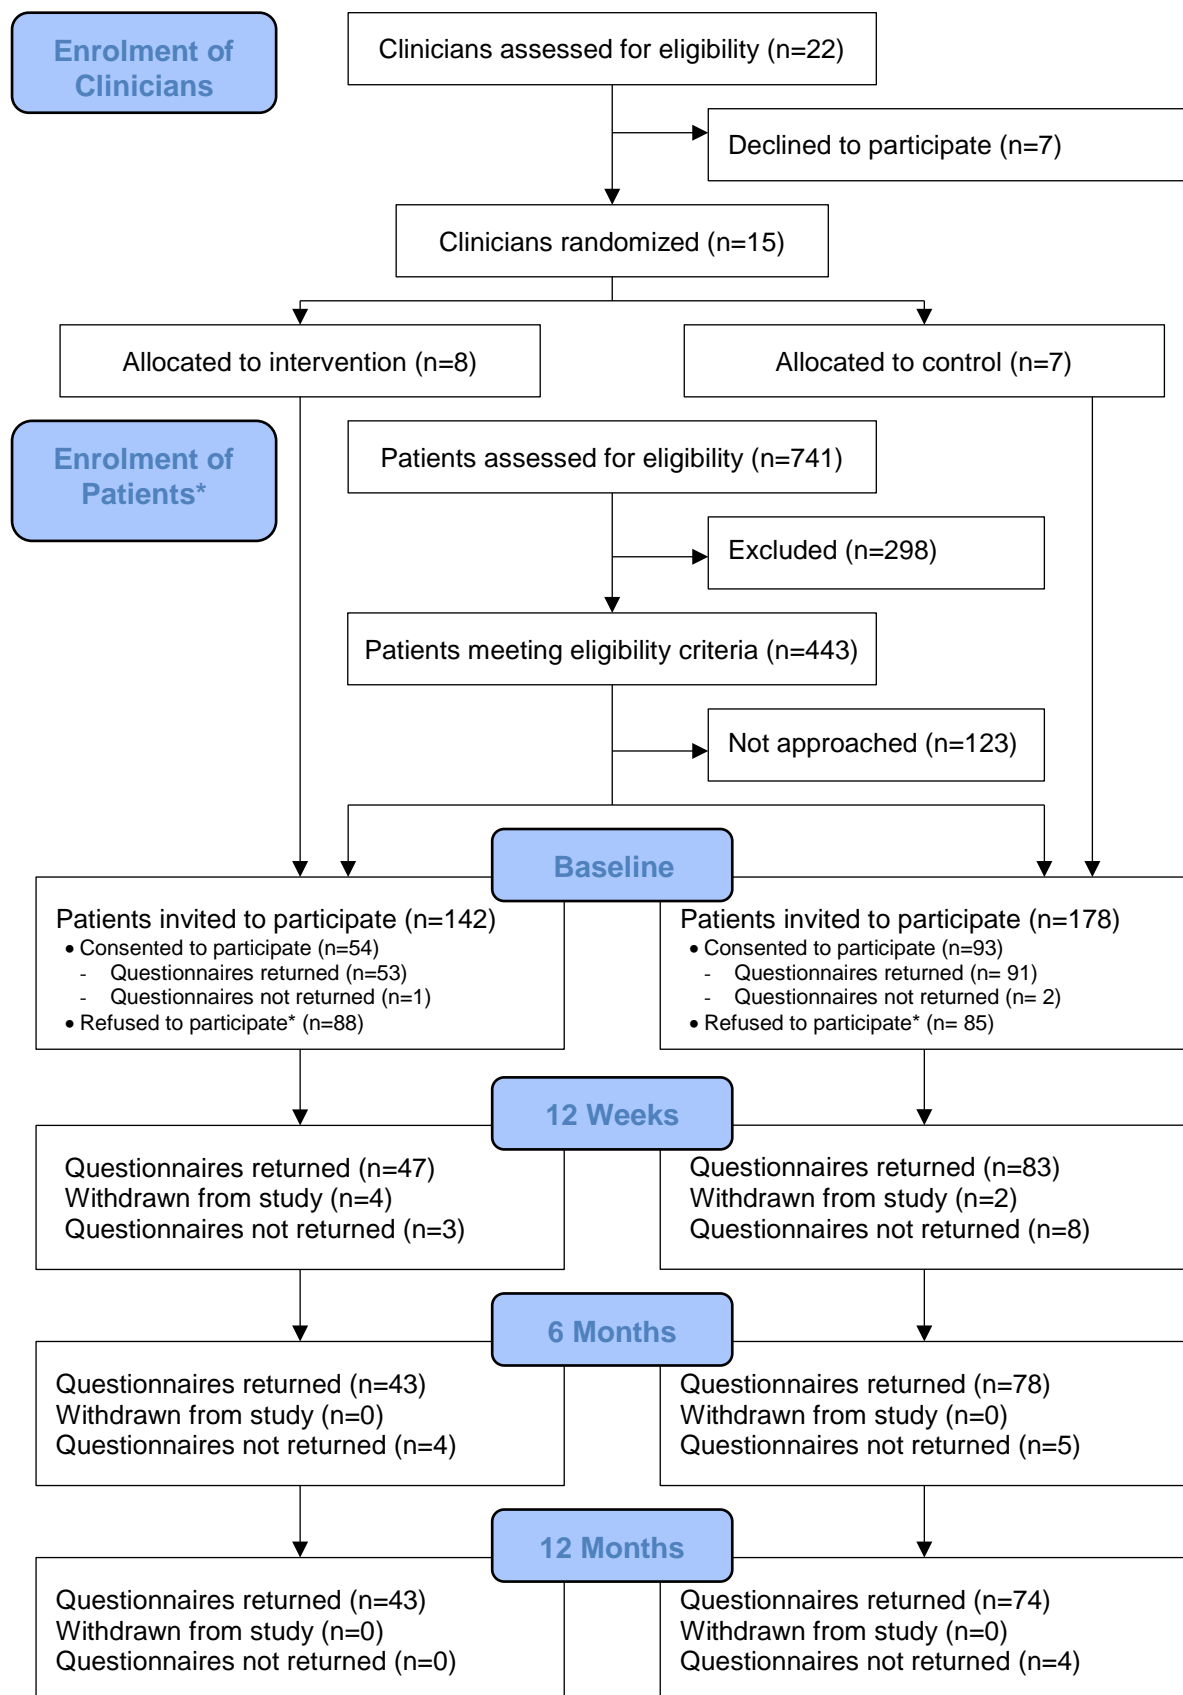 Enrolment of
Clinicians
Clinicians assessed for eligibility (n=22)
Declined to participate (n=7)
Clinicians randomized (n=15)
Allocated to intervention (n=8)
Allocated to control (n=7)
Enrolment of
Patients*
Patients assessed for eligibility (n=741)
Excluded (n=298)
Patients meeting eligibility criteria (n=443)
Not approached (n=123)
Baseline
Patients invited to participate (n=142)
• Consented to participate (n=54)
- Questionnaires returned (n=53)
- Questionnaires not returned (n=1)
• Refused to participate* (n=88)
Patients invited to participate (n=178)
• Consented to participate (n=93)
- Questionnaires returned (n= 91)
- Questionnaires not returned (n= 2)
• Refused to participate* (n= 85)
12 Weeks
Questionnaires returned (n=47)
Withdrawn from study (n=4)
Questionnaires not returned (n=3)
Questionnaires returned (n=83)
Withdrawn from study (n=2)
Questionnaires not returned (n=8)
6 Months
Questionnaires returned (n=43)
Withdrawn from study (n=0)
Questionnaires not returned (n=4)
Questionnaires returned (n=78)
Withdrawn from study (n=0)
Questionnaires not returned (n=5)
12 Months
Questionnaires returned (n=43)
Withdrawn from study (n=0)
Questionnaires not returned (n=0)
Questionnaires returned (n=74)
Withdrawn from study (n=0)
Questionnaires not returned (n=4)